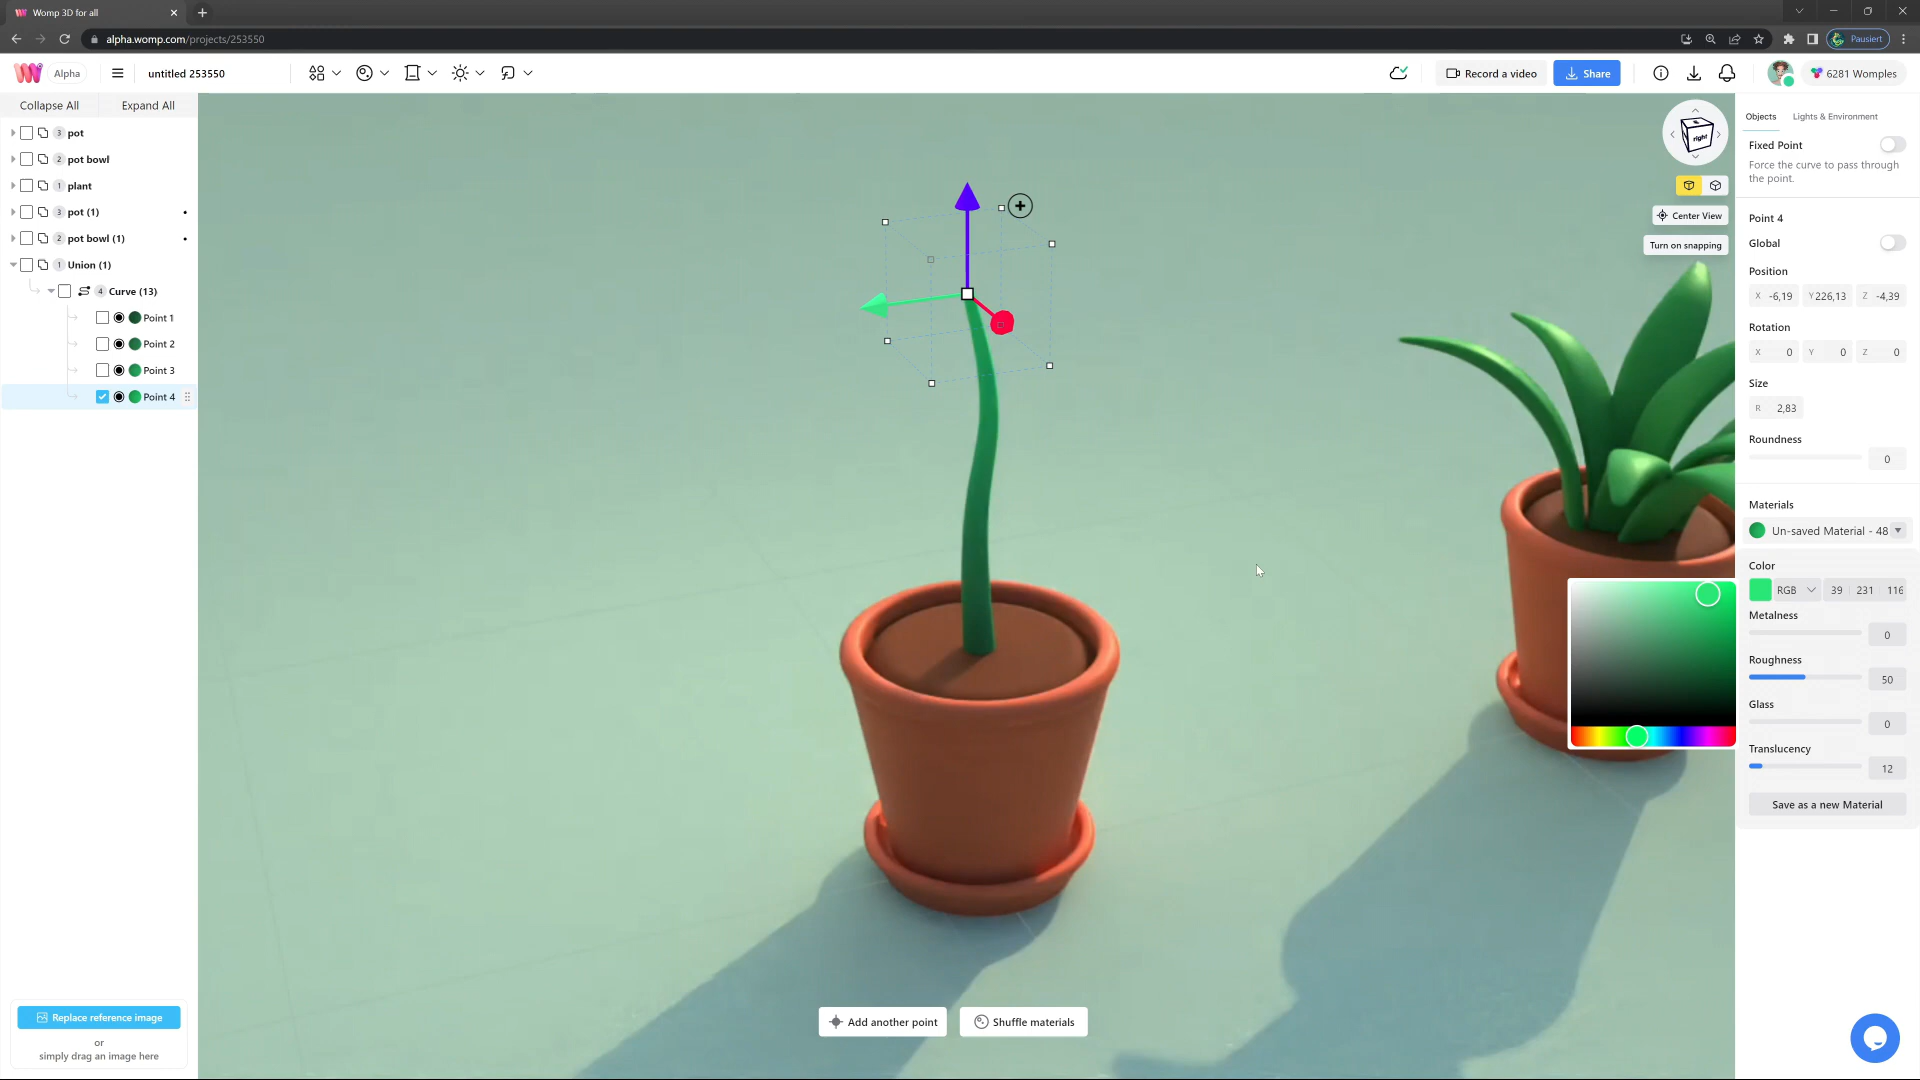 Womp 3D for all
alpha.womp.com/projects/253550
Pausiert
Alpha
untitled 253550
Record a video
Share
6281 Womples
Collapse All
Expand All
3 pot
2 pot bowl
1 plant
3 pot (1)
2 pot bowl (1)
1 Union (1)
4 Curve (13)
Point 1
Point 2
Point 3
Point 4
Replace reference image
or
simply drag an image here
right
Center View
Turn on snapping
Add another point
Shuffle materials
Objects
Lights & Environment
Fixed Point
Force the curve to pass through
the point.
Point 4
Global
Position
X -6,19 Y 226,13 Z -4,39
Rotation
X 0 Y 0 Z 0
Size
R 2,83
Roundness
0
Materials
Un-saved Material - 48
Color
RGB 39 231 116
Metalness
0
Roughness
50
Glass
0
Translucency
12
Save as a new Material